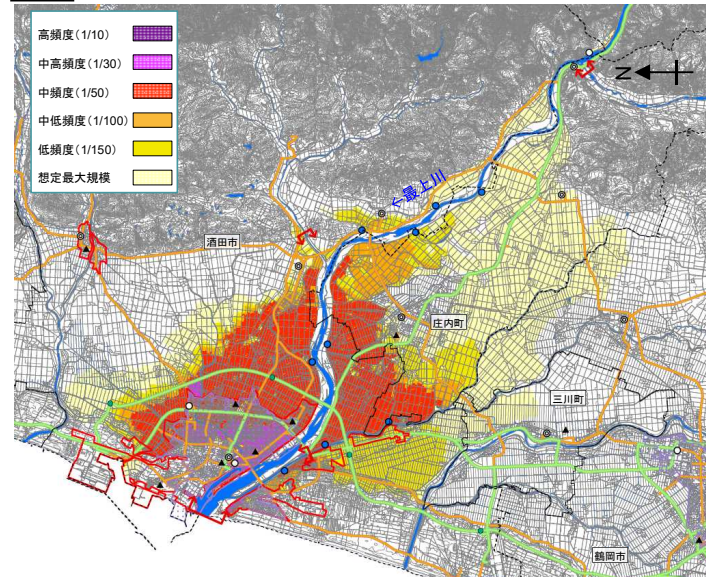 高頻度(1/10)
中高頻度(1/30)
中頻度(1/50)
中低頻度(1/100)
低頻度(1/150)
想定最大規模
N
←最上川
酒田市
庄内町
三川町
鶴岡市